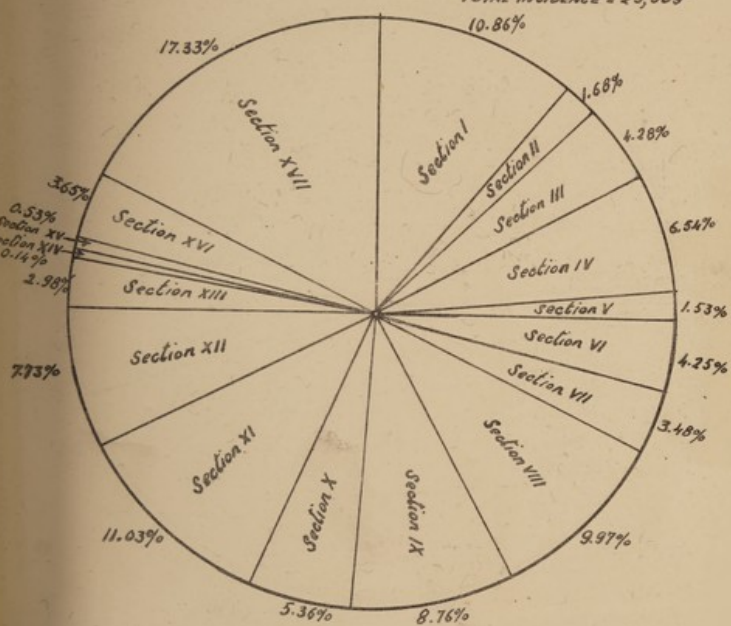 10.86%
Section I
1.68%
Section II
4.28%
Section III
6.54%
Section IV
1.53%
Section V
4.25%
Section VI
3.48%
Section VII
9.97%
Section VIII
8.76%
Section IX
5.36%
Section X
11.03%
Section XI
7.73%
Section XII
2.98%
Section XIII
0.14%
XIV
0.53%
XV
3.65%
Section XVI
17.33%
Section XVII